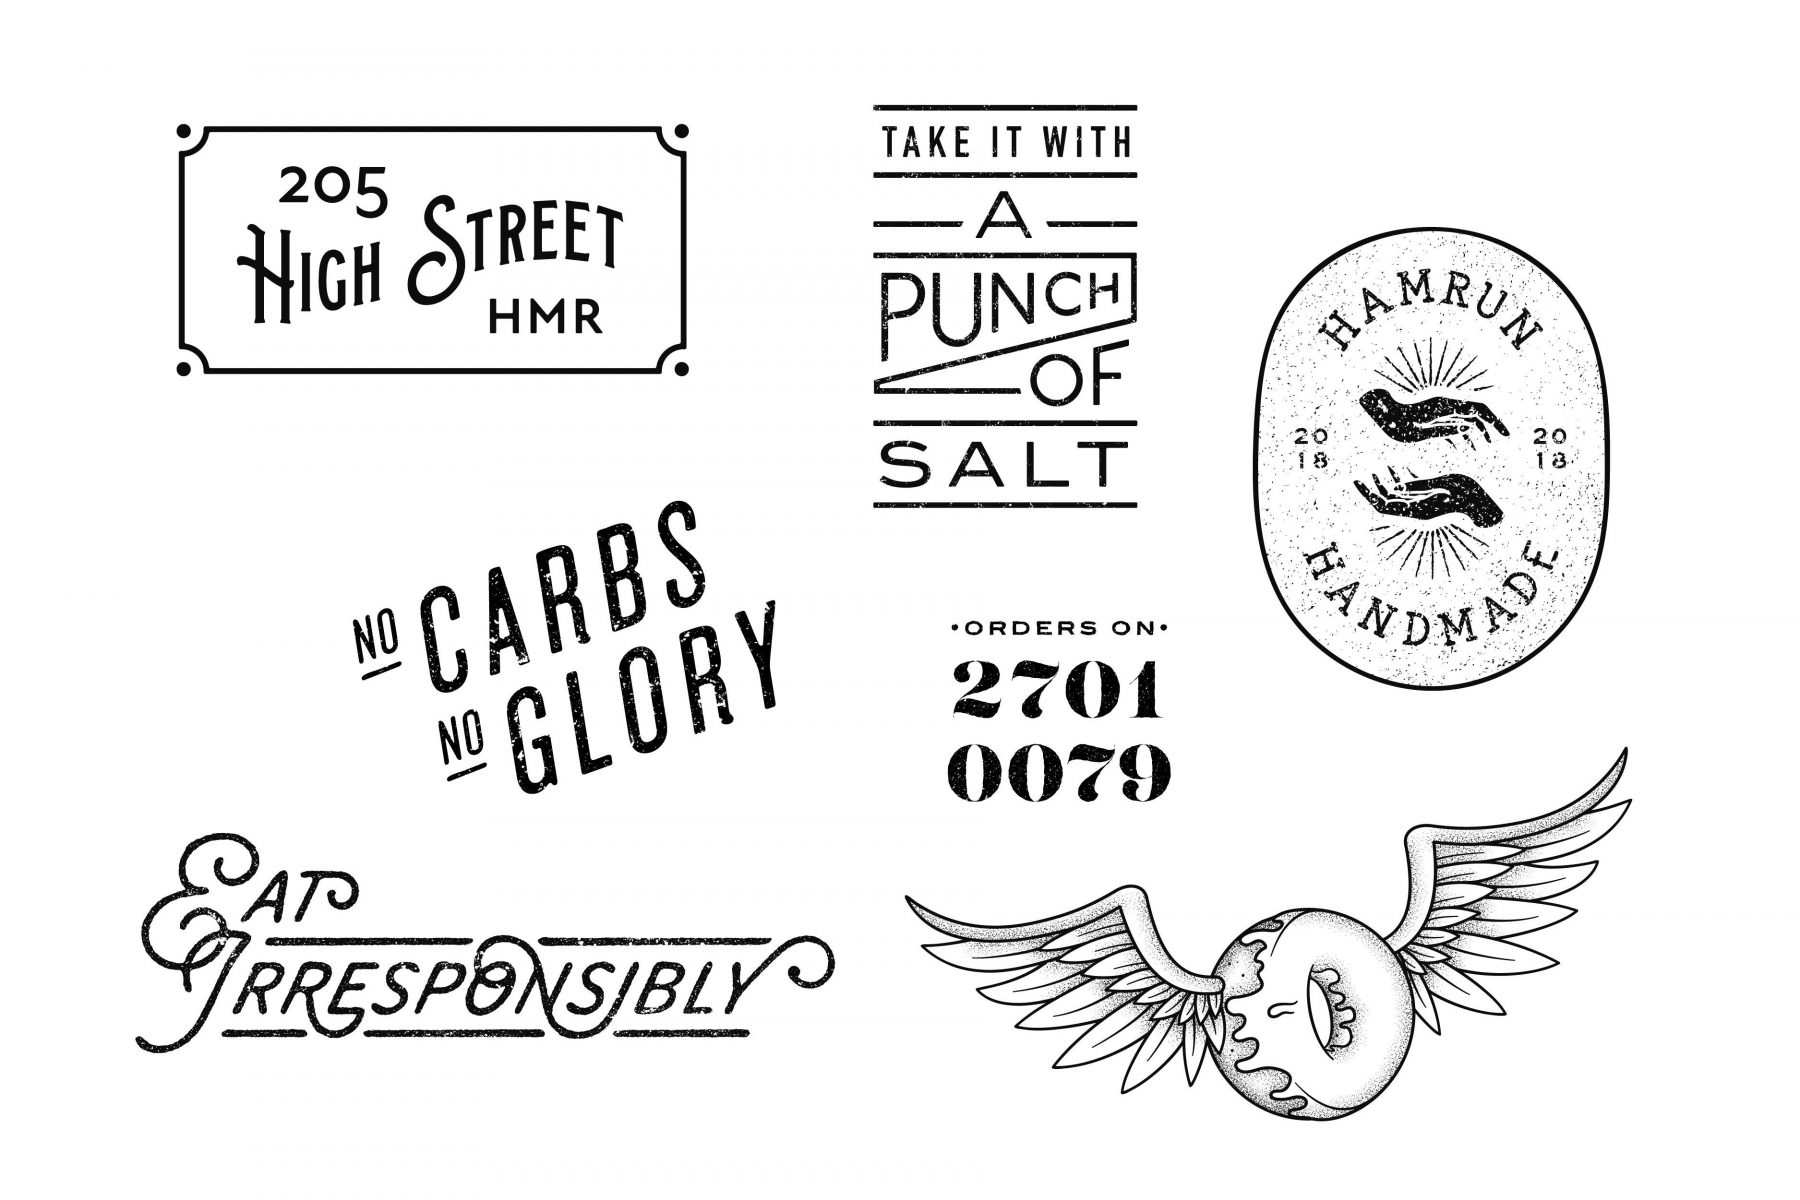 205
HIGH STREET
HMR
TAKE IT WITH
A
PUNCH
OF
SALT
HAMRUN
20 20
18 18
HANDMADE
NO CARBS
NO GLORY
•ORDERS ON•
2701
0079
EAT
IRRESPONSIBLY